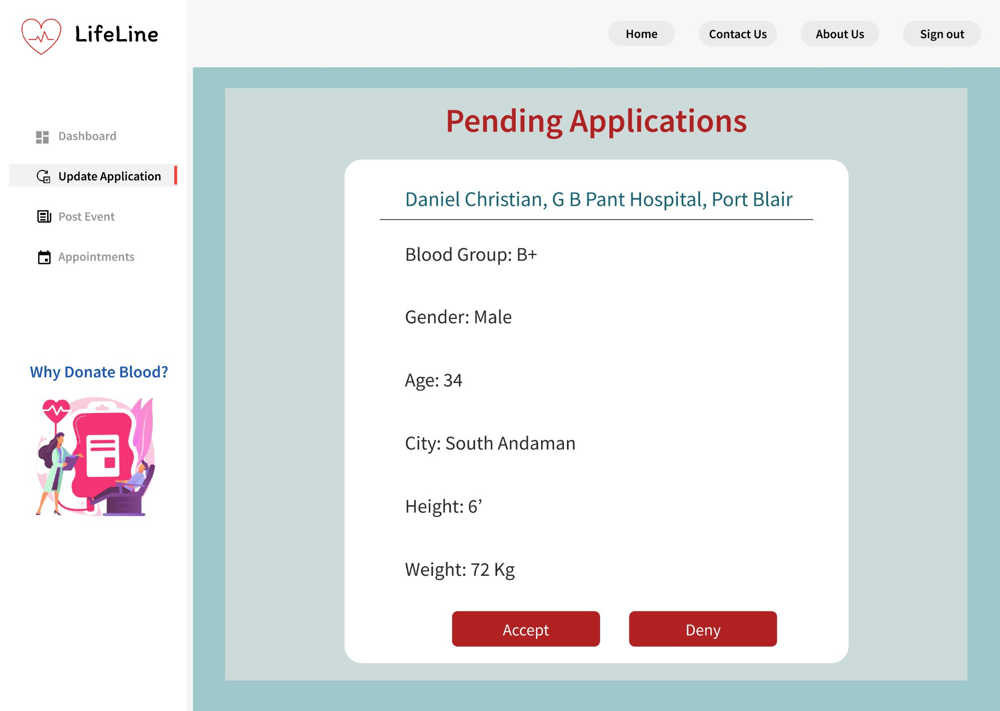 LifeLine
Home
Contact Us
About Us
Sign out
Dashboard
Update Application
Post Event
Appointments
Why Donate Blood?
Pending Applications
Daniel Christian, G B Pant Hospital, Port Blair
Blood Group: B+
Gender: Male
Age: 34
City: South Andaman
Height: 6’
Weight: 72 Kg
Accept
Deny